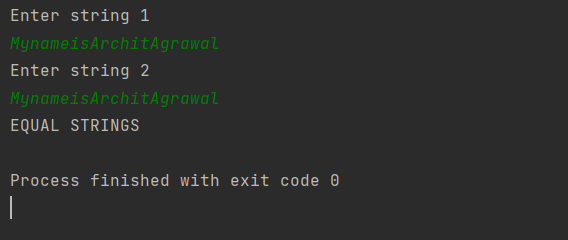 Enter string 1
MynameisArchitAgrawal
Enter string 2
MynameisArchitAgrawal
EQUAL STRINGS
Process finished with exit code 0